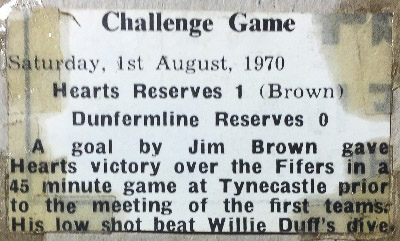 Challenge Game
Saturday, 1st August, 1970
Hearts Reserves 1 (Brown)
Dunfermline Reserves 0
A goal by Jim Brown gave
Hearts victory over the Fifers in a
45 minute game at Tynecastle prior
to the meeting of the first teams.
His low shot beat Willie Duff's dive.